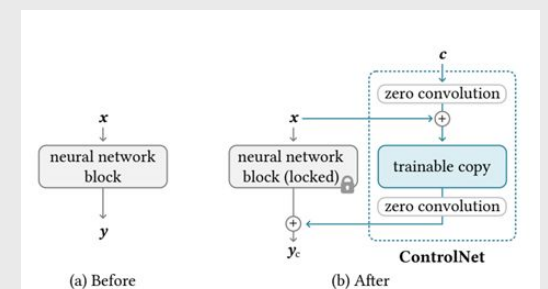 x
neural network
block
y
(a) Before
c
zero convolution
x
+
neural network
block (locked)
trainable copy
zero convolution
+
yc
ControlNet
(b) After